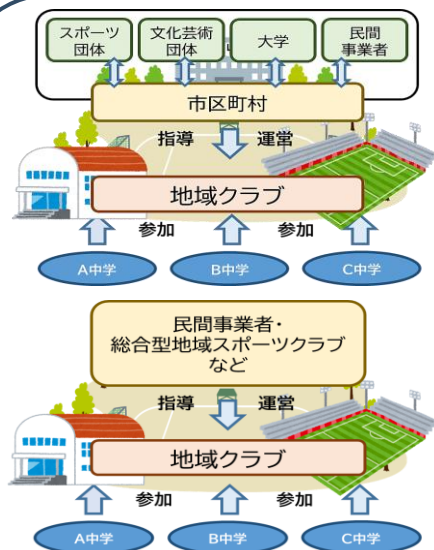 スポーツ
団体
文化芸術
団体
大学
民間
事業者
市区町村
指導
運営
地域クラブ
参加
参加
A中学
B中学
C中学
民間事業者・
総合型地域スポーツクラブ
など
指導
運営
地域クラブ
参加
参加
A中学
B中学
C中学